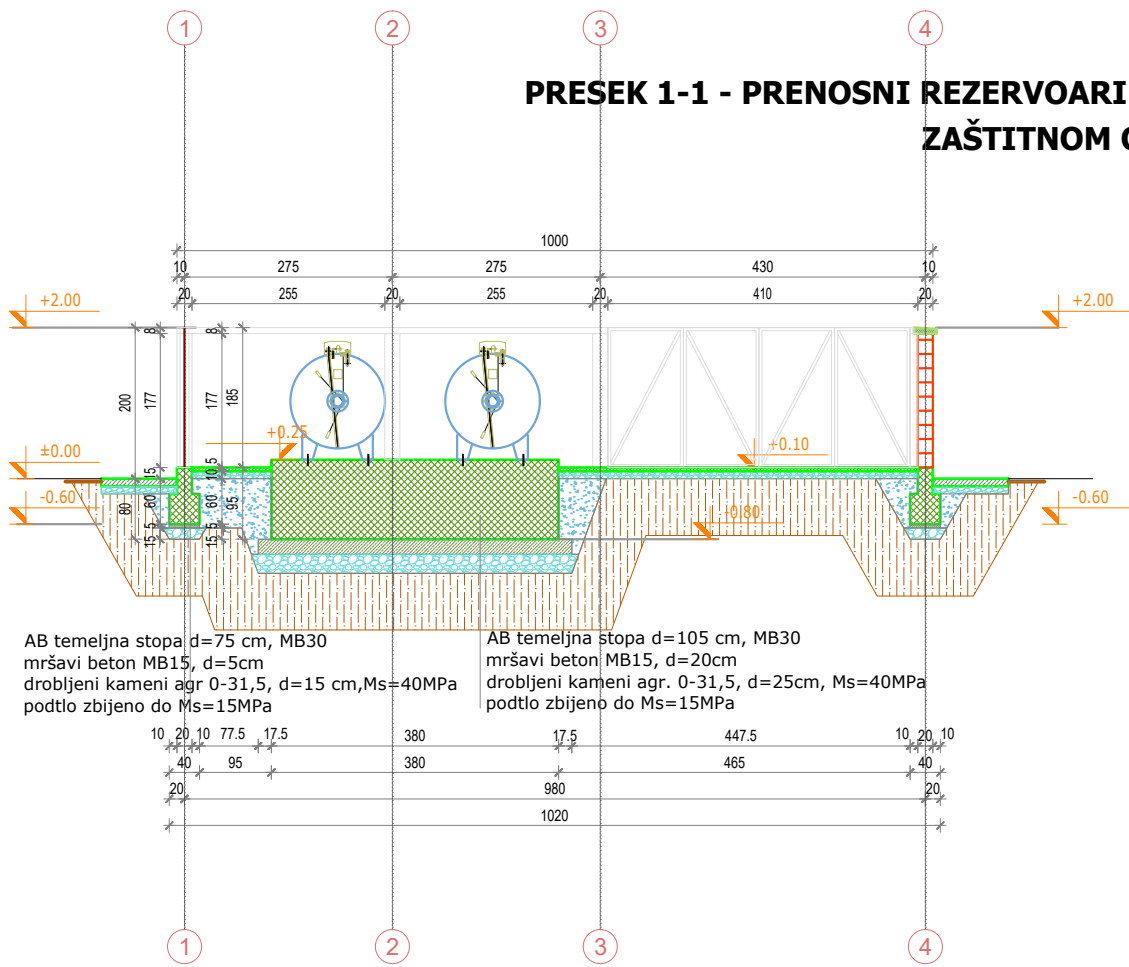 1 2 3 4
PRESEK 1-1 - PRENOSNI REZERVOARI
ZAŠTITNOM
1000
10 275 275 430 10
20 255 20 255 20 410 20
+2.00 +2.00
8 8
200 177 177 185
+0.25 +0.10
±0.00
15 10.5
-0.60 -0.60
80 60 60 95
-0.80
15 5 15 5
AB temeljna stopa d=75 cm, MB30
mršavi beton MB15, d=5cm
drobljeni kameni agr 0-31,5, d=15 cm,Ms=40MPa
podtlo zbijeno do Ms=15MPa
AB temeljna stopa d=105 cm, MB30
mršavi beton MB15, d=20cm
drobljeni kameni agr. 0-31,5, d=25cm, Ms=40MPa
podtlo zbijeno do Ms=15MPa
10 20 10 77.5 17.5 380 17.5 447.5 10 20 10
40 95 380 465 40
20 980 20
1020
1 2 3 4